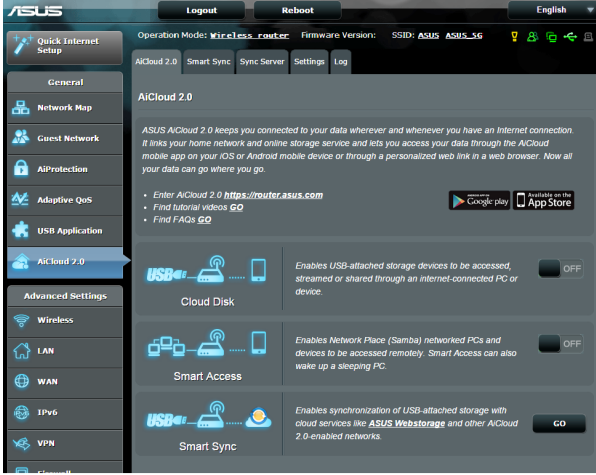 ASUS
Logout
Reboot
English
Quick Internet
Setup
Operation Mode: Wireless router Firmware Version: SSID: ASUS ASUS_5G
AiCloud 2.0
Smart Sync
Sync Server
Settings
Log
General
Network Map
Guest Network
AiProtection
Adaptive QoS
USB Application
AiCloud 2.0
Advanced Settings
Wireless
LAN
WAN
IPv6
VPN
Firewall
AiCloud 2.0
ASUS AiCloud 2.0 keeps you connected to your data wherever and whenever you have an Internet connection.
It links your home network and online storage service and lets you access your data through the AiCloud
mobile app on your iOS or Android mobile device or through a personalized web link in a web browser. Now all
your data can go where you go.
• Enter AiCloud 2.0 https://router.asus.com
• Find tutorial videos GO
• Find FAQs GO
Google play
Available on the
App Store
USB
Cloud Disk
Enables USB-attached storage devices to be accessed,
streamed or shared through an internet-connected PC or
device.
OFF
Smart Access
Enables Network Place (Samba) networked PCs and
devices to be accessed remotely. Smart Access can also
wake up a sleeping PC.
OFF
USB
Smart Sync
Enables synchronization of USB-attached storage with
cloud services like ASUS Webstorage and other AiCloud
2.0-enabled networks.
GO